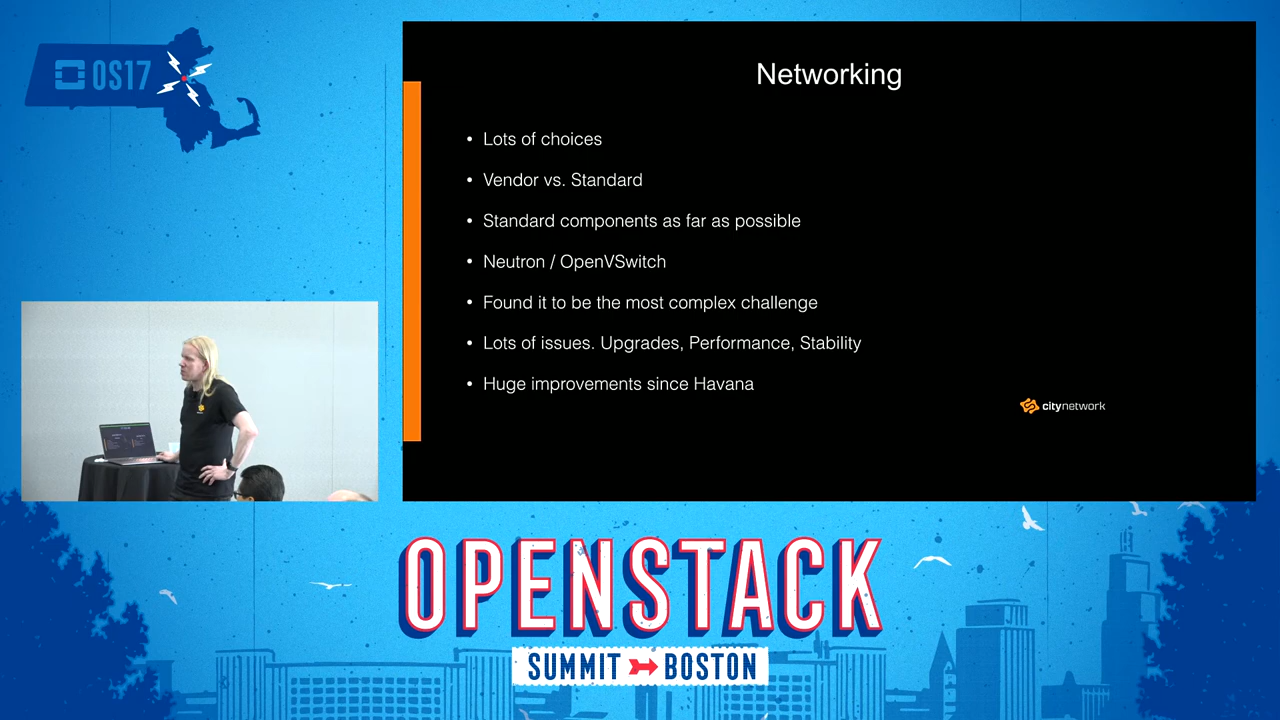 OS17
Networking
• Lots of choices
• Vendor vs. Standard
• Standard components as far as possible
• Neutron / OpenVSwitch
• Found it to be the most complex challenge
• Lots of issues. Upgrades, Performance, Stability
• Huge improvements since Havana
citynetwork
OPENSTACK
SUMMIT BOSTON